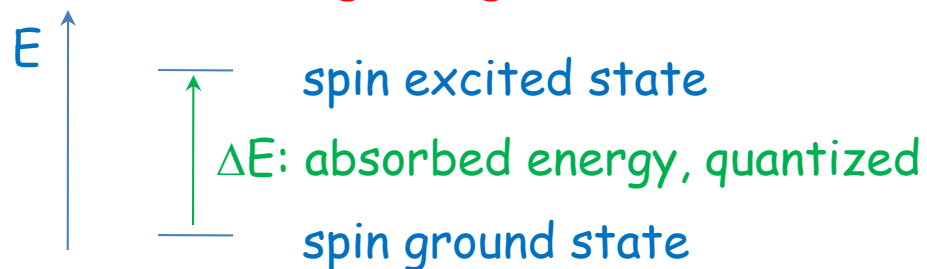 E
spin excited state
ΔE: absorbed energy, quantized
spin ground state